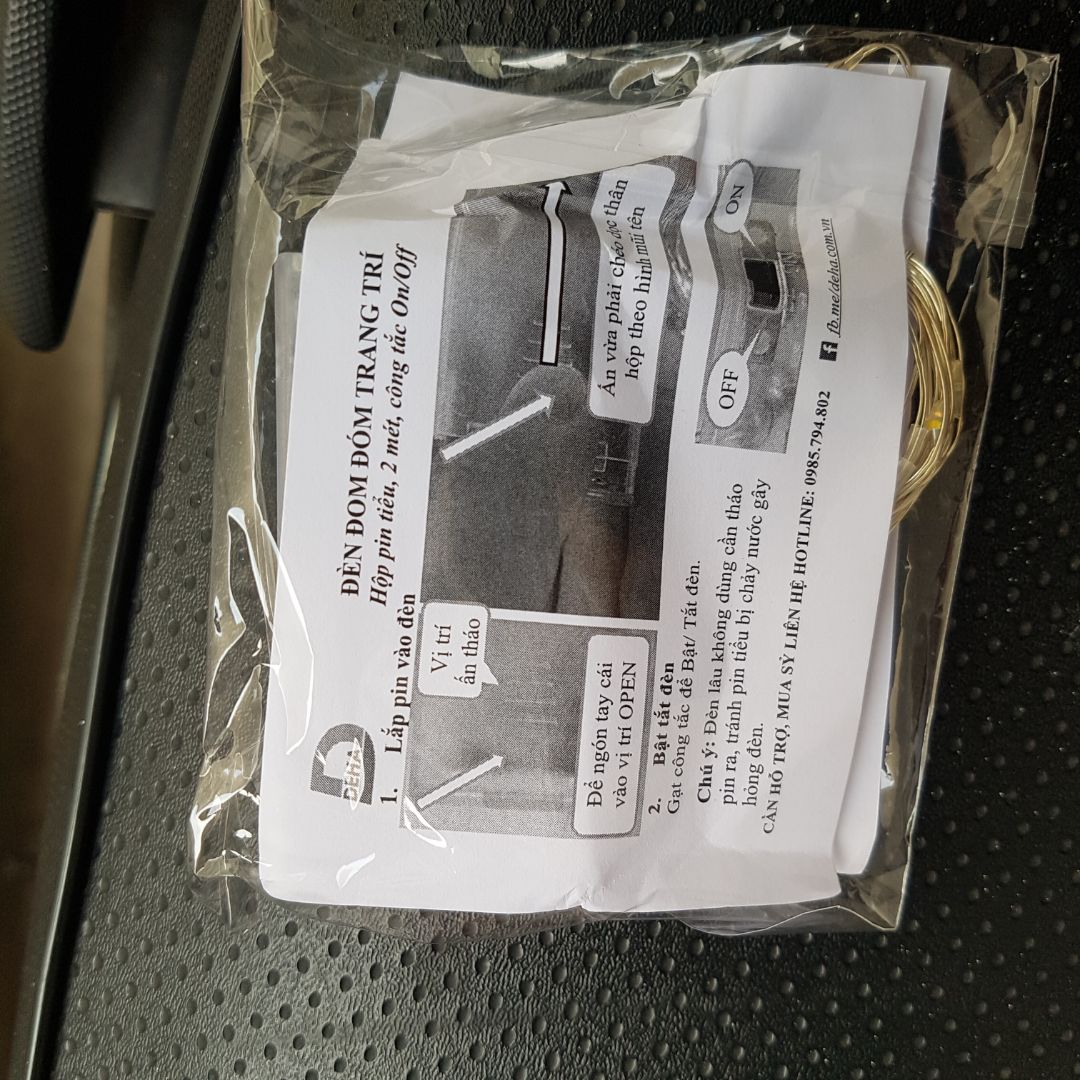 DEHA
ĐÈN ĐOM ĐÓM TRANG TRÍ
Hộp pin tiểu, 2 mét, công tắc On/Off
1. Lắp pin vào đèn
Vị trí
ấn tháo
Để ngón tay cái
vào vị trí OPEN
Ấn vừa phải chéo dọc thân
hộp theo hình mũi tên
2. Bật tắt đèn
Gạt công tắc để Bật/ Tắt đèn.
Chú ý: Đèn lâu không dùng cần tháo
pin ra, tránh pin tiểu bị chảy nước gây
hỏng đèn.
OFF
ON
CẦN HỖ TRỢ, MUA SỶ LIÊN HỆ HOTLINE: 0985.794.802
fb.me/deha.com.vn